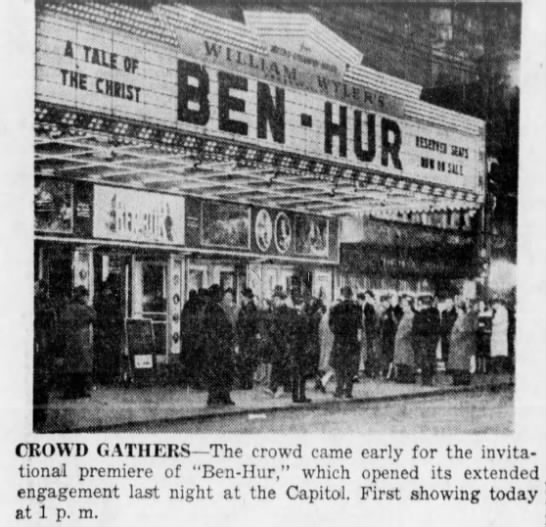 WILLIAM WYLER'S
A TALE OF
THE CHRIST
BEN-HUR
RESERVED SEATS
NOW ON SALE
BEN-HUR
CROWD GATHERS—The crowd came early for the invita-
tional premiere of "Ben-Hur," which opened its extended
engagement last night at the Capitol. First showing today
at 1 p. m.